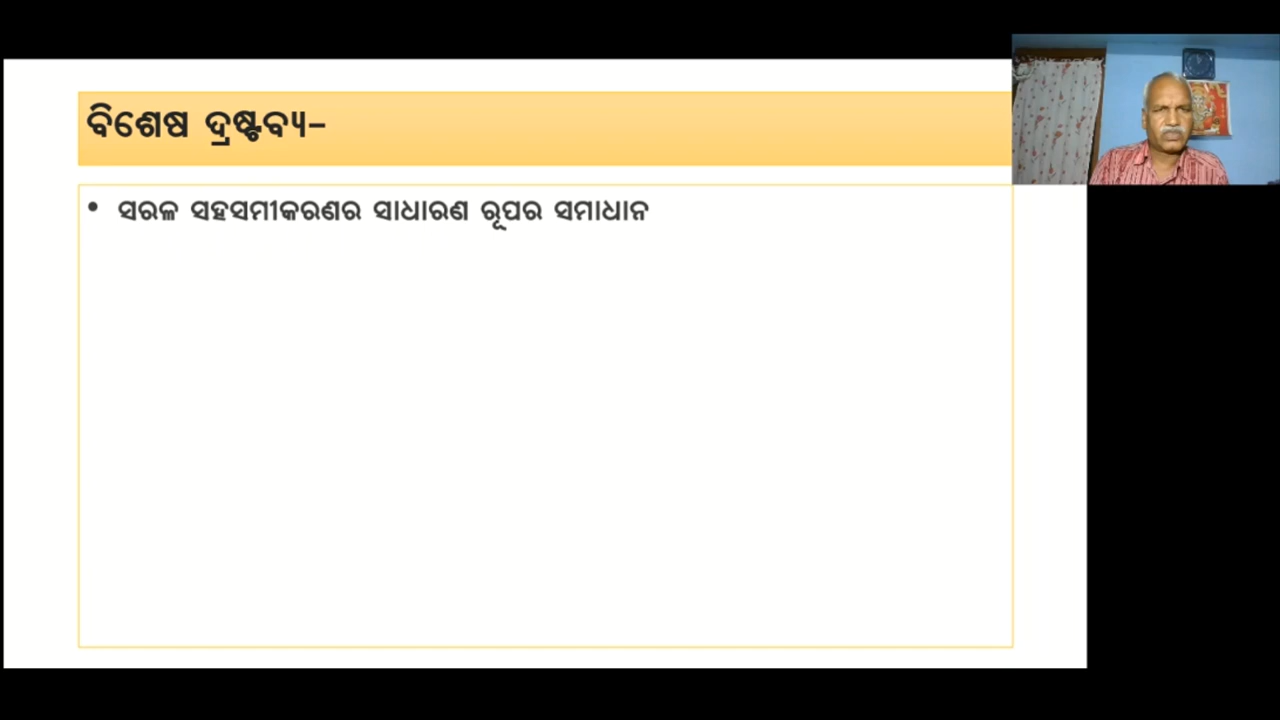 ବିଶେଷ ଦ୍ରଷ୍ଟବ୍ୟ–
• ସରଳ ସହସମୀକରଣର ସାଧାରଣ ରୂପର ସମାଧାନ